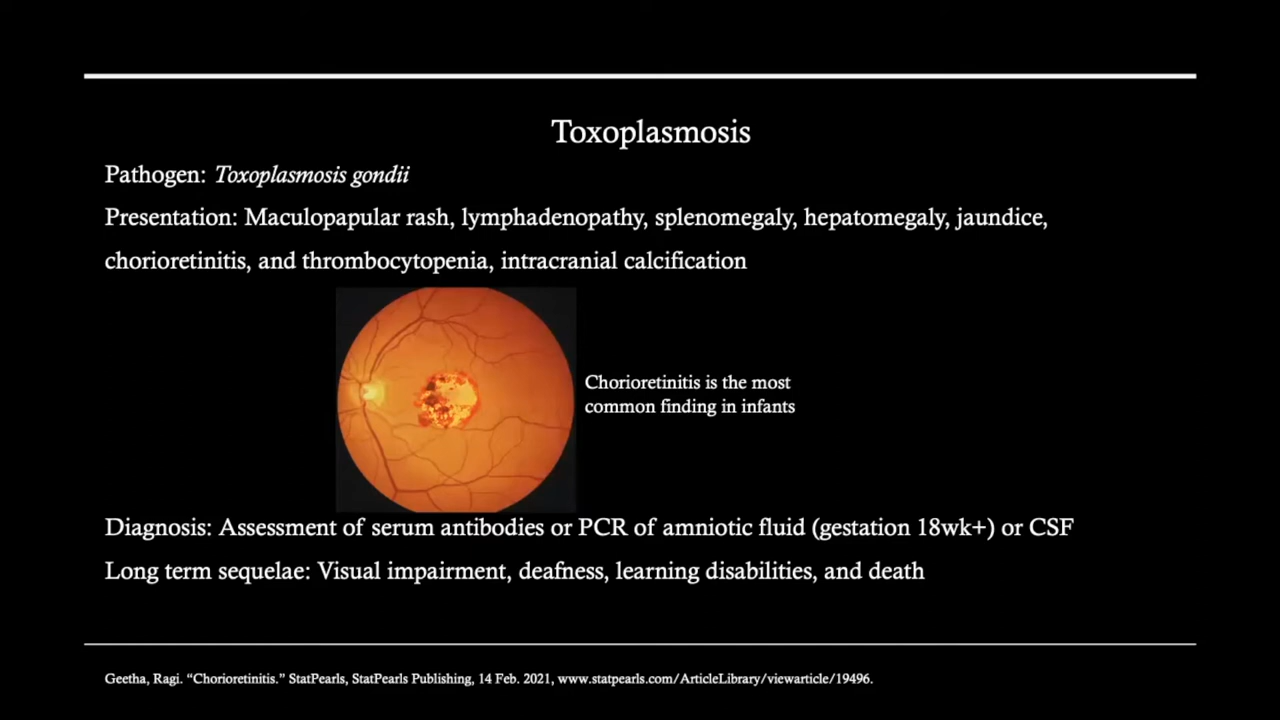 Toxoplasmosis
Pathogen: Toxoplasmosis gondii
Presentation: Maculopapular rash, lymphadenopathy, splenomegaly, hepatomegaly, jaundice,
chorioretinitis, and thrombocytopenia, intracranial calcification
Chorioretinitis is the most
common finding in infants
Diagnosis: Assessment of serum antibodies or PCR of amniotic fluid (gestation 18wk+) or CSF
Long term sequelae: Visual impairment, deafness, learning disabilities, and death
Geetha, Ragi. “Chorioretinitis.” StatPearls, StatPearls Publishing, 14 Feb. 2021, www.statpearls.com/ArticleLibrary/viewarticle/19496.